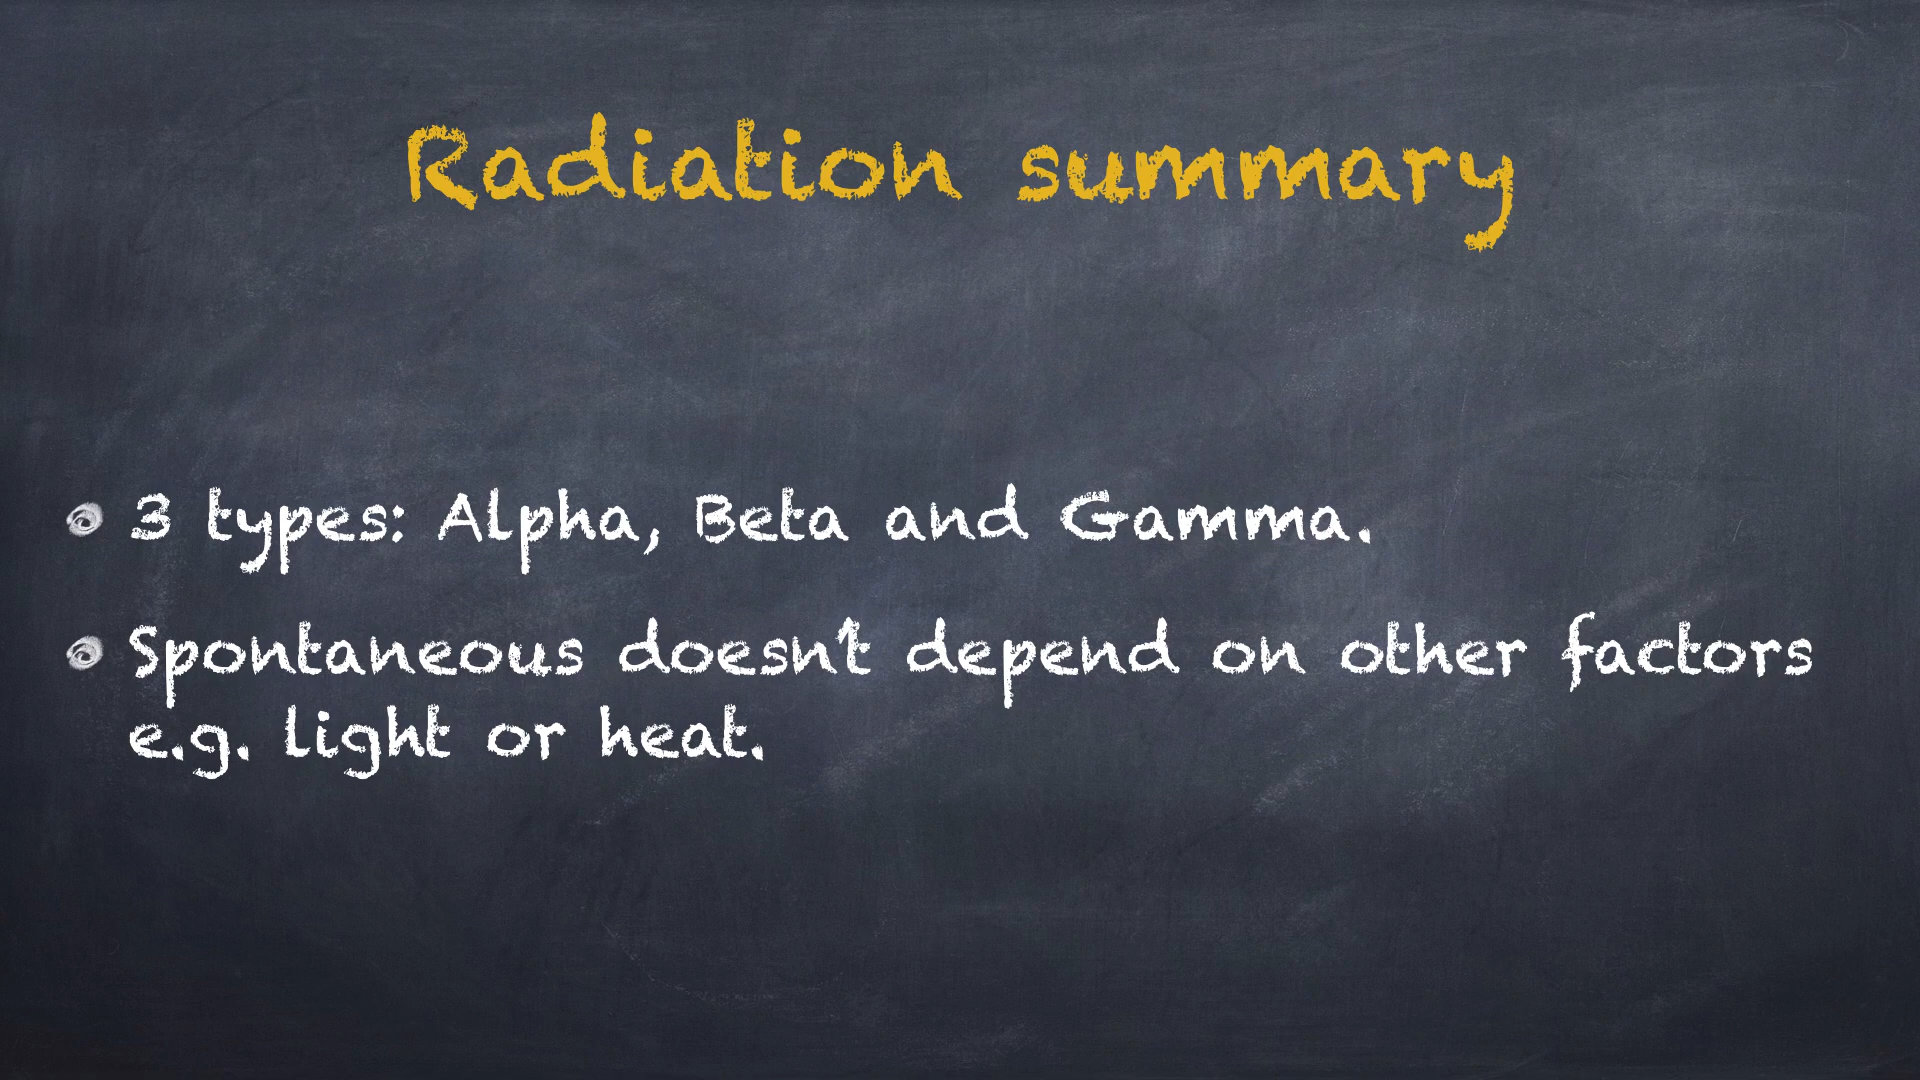 Radiation summary
3 types: Alpha, Beta and Gamma.
Spontaneous doesn't depend on other factors
e.g. light or heat.